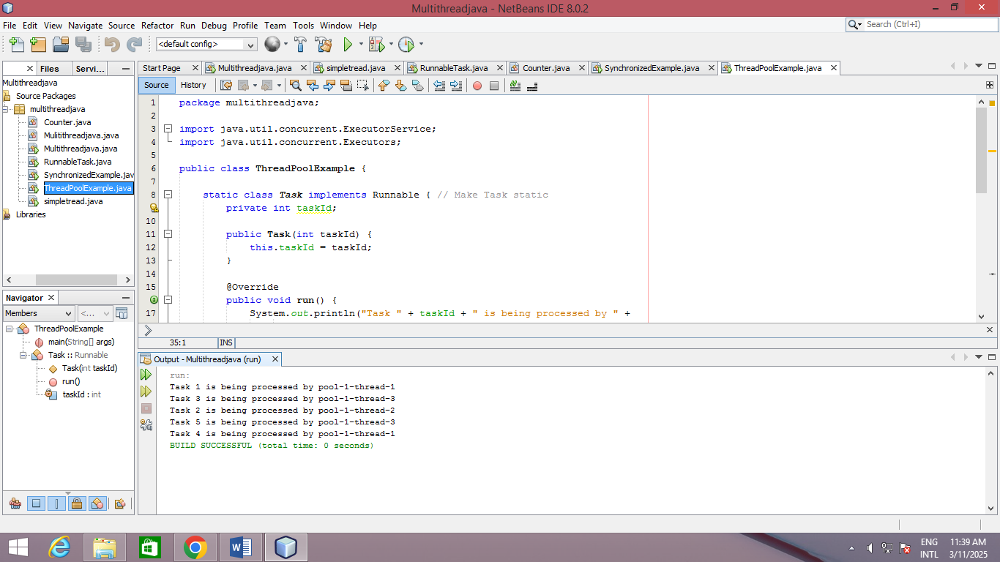 Multithreadjava - NetBeans IDE 8.0.2
File Edit View Navigate Source Refactor Run Debug Profile Team Tools Window Help
Search (Ctrl+I)
<default config>
Files Servi...
Multithreadjava
Source Packages
multithreadjava
Counter.java
Mulitithreadjava.java
Multithreadjava.java
RunnableTask.java
SynchronizedExample.jav
ThreadPoolExample.java
simpletread.java
Libraries
Navigator
Members <...
ThreadPoolExample
main(String[] args)
Task :: Runnable
Task(int taskId)
run()
taskId : int
Start Page Multithreadjava.java simpletread.java RunnableTask.java Counter.java SynchronizedExample.java ThreadPoolExample.java
Source History
1 package multithreadjava;
2
3 import java.util.concurrent.ExecutorService;
4 import java.util.concurrent.Executors;
5
6 public class ThreadPoolExample {
7
8 static class Task implements Runnable { // Make Task static
private int taskId;
10
11 public Task(int taskId) {
12 this.taskId = taskId;
13 }
14
15 @Override
public void run() {
17 System.out.println("Task " + taskId + " is being processed by " +
35:1 INS
Output - Multithreadjava (run)
run:
Task 1 is being processed by pool-1-thread-1
Task 3 is being processed by pool-1-thread-3
Task 2 is being processed by pool-1-thread-2
Task 5 is being processed by pool-1-thread-3
Task 4 is being processed by pool-1-thread-1
BUILD SUCCESSFUL (total time: 0 seconds)
ENG 11:39 AM
INTL 3/11/2025